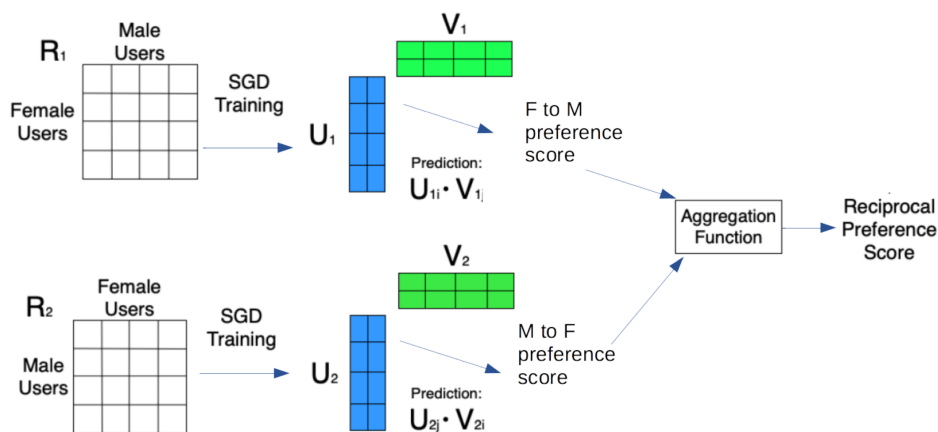 R₁
Male
Users
Female
Users
SGD
Training
U₁
V₁
Prediction:
U₁ᵢ · V₁ⱼ
F to M
preference
score
R₂
Female
Users
Male
Users
SGD
Training
U₂
V₂
Prediction:
U₂ⱼ · V₂ᵢ
M to F
preference
score
Aggregation
Function
Reciprocal
Preference
Score